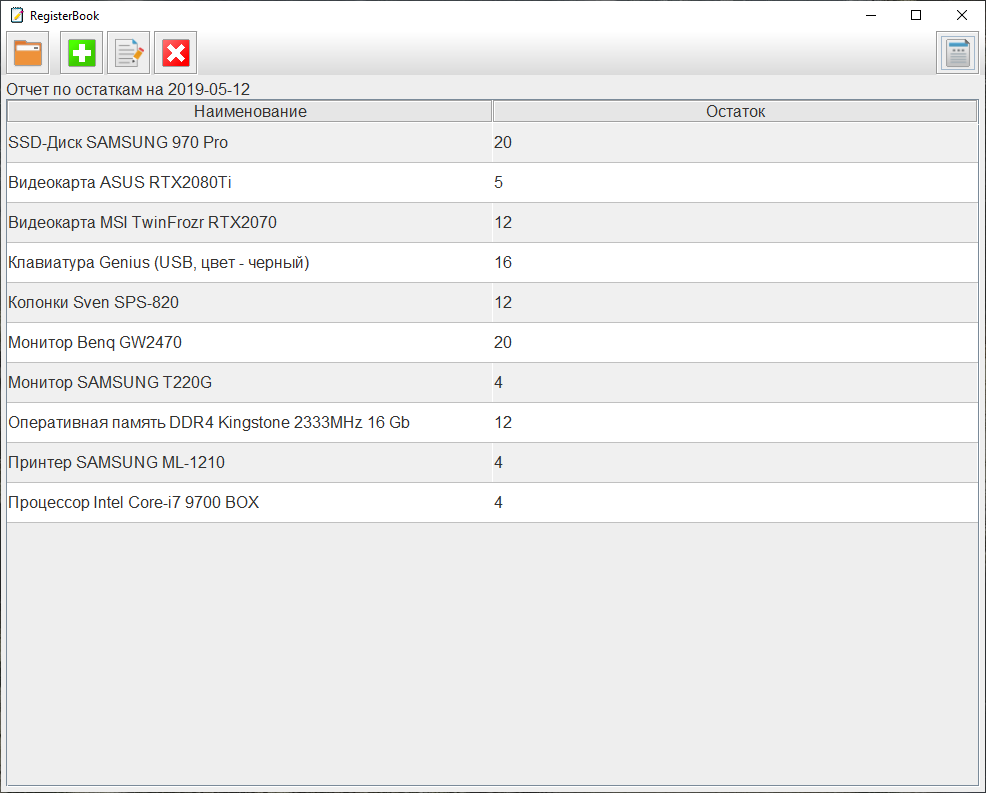 RegisterBook
Отчет по остаткам на 2019-05-12
Наименование Остаток
SSD-Диск SAMSUNG 970 Pro 20
Видеокарта ASUS RTX2080Ti 5
Видеокарта MSI TwinFrozr RTX2070 12
Клавиатура Genius (USB, цвет - черный) 16
Колонки Sven SPS-820 12
Монитор Benq GW2470 20
Монитор SAMSUNG T220G 4
Оперативная память DDR4 Kingstone 2333MHz 16 Gb 12
Принтер SAMSUNG ML-1210 4
Процессор Intel Core-i7 9700 BOX 4